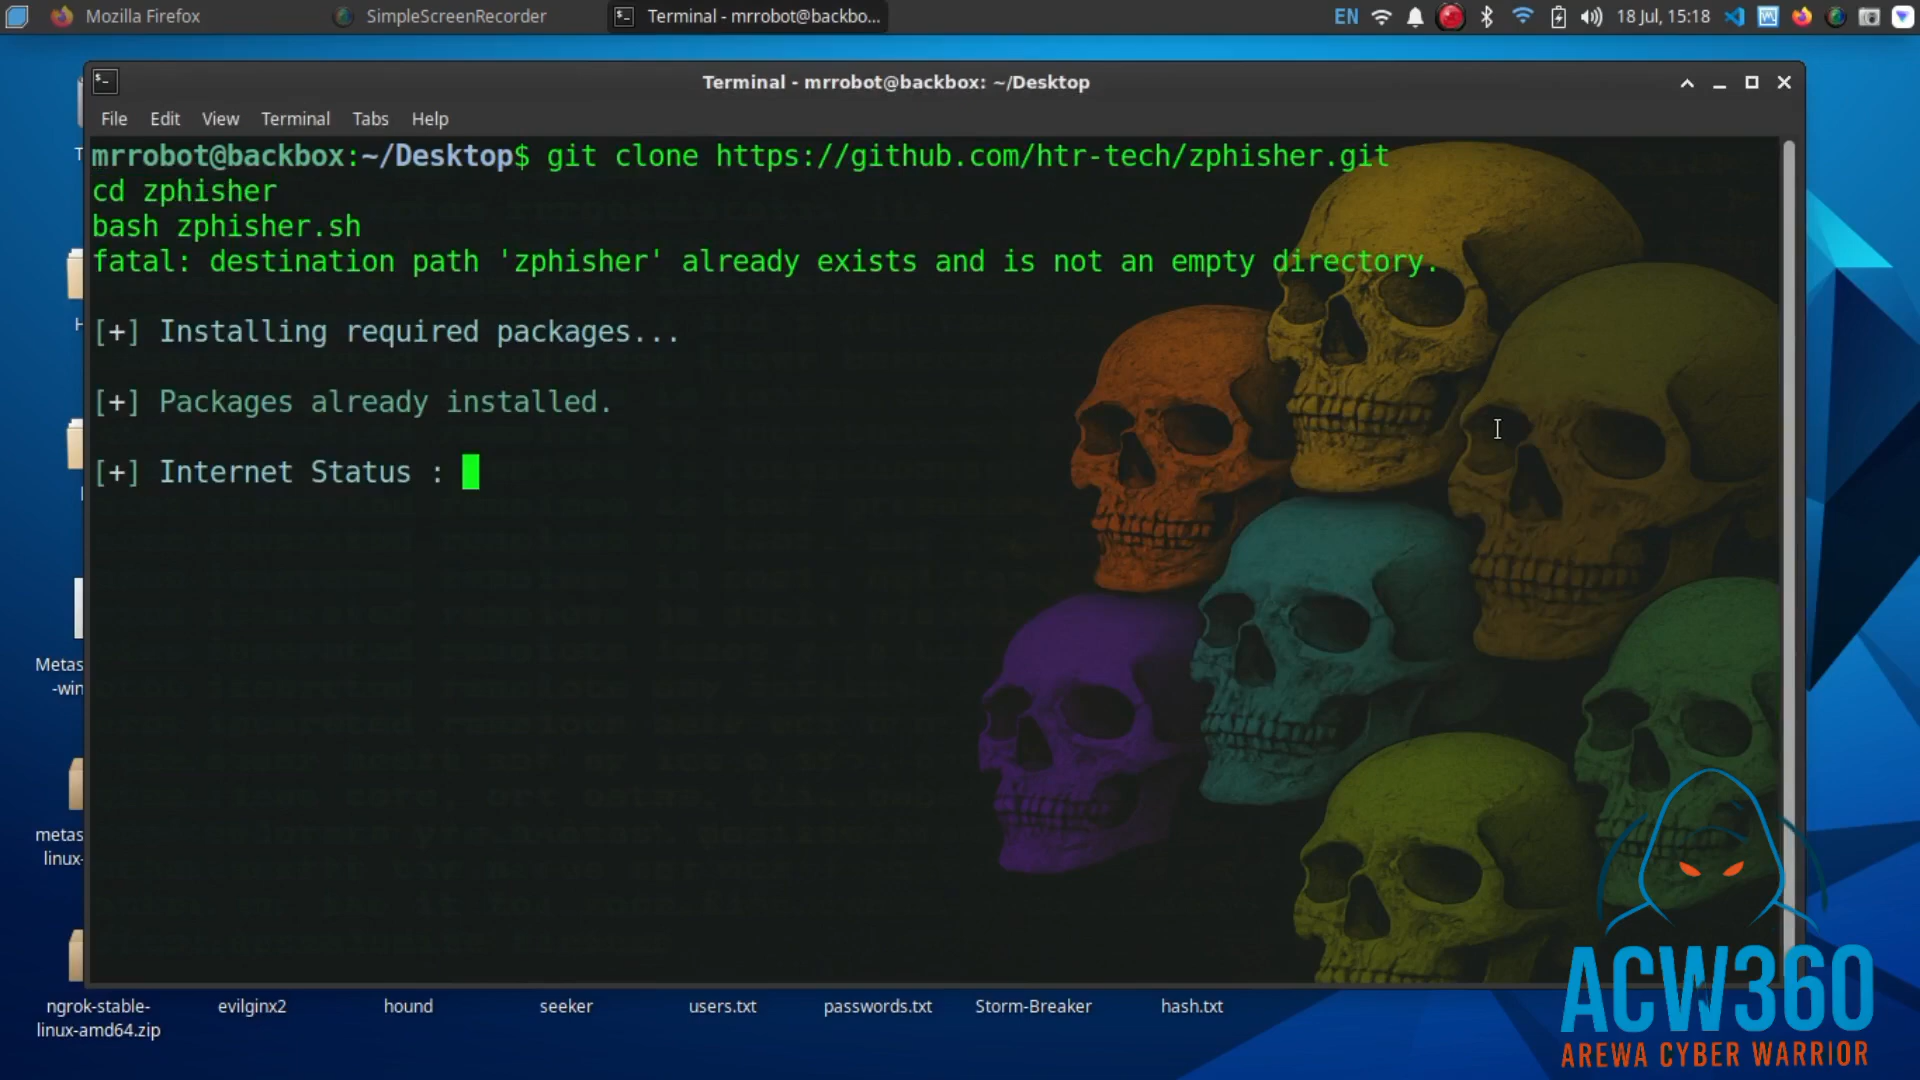 Mozilla Firefox
SimpleScreenRecorder
Terminal - mrrobot@backbo...
EN
18 Jul, 15:18
Terminal - mrrobot@backbox: ~/Desktop
File Edit View Terminal Tabs Help
mrrobot@backbox:~/Desktop$ git clone https://github.com/htr-tech/zphisher.git
cd zphisher
bash zphisher.sh
fatal: destination path 'zphisher' already exists and is not an empty directory.
[+] Installing required packages...
[+] Packages already installed.
[+] Internet Status :
Metas
-win
metas
linux-
ngrok-stable-
linux-amd64.zip
evilginx2
hound
seeker
users.txt
passwords.txt
Storm-Breaker
hash.txt
ACW360
AREWA CYBER WARRIOR